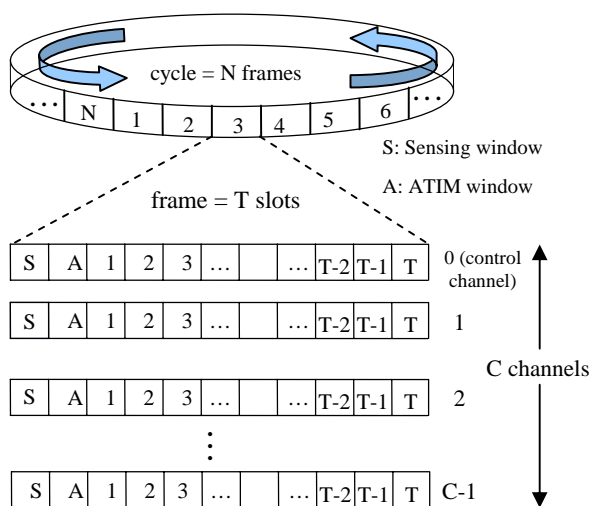 cycle = N frames
… N 1 2 3 4 5 6 …
S: Sensing window
A: ATIM window
frame = T slots
S A 1 2 3 … … T-2 T-1 T
0 (control
channel)
S A 1 2 3 … … T-2 T-1 T 1
C channels
S A 1 2 3 … … T-2 T-1 T 2
⋮
S A 1 2 3 … … T-2 T-1 T C-1